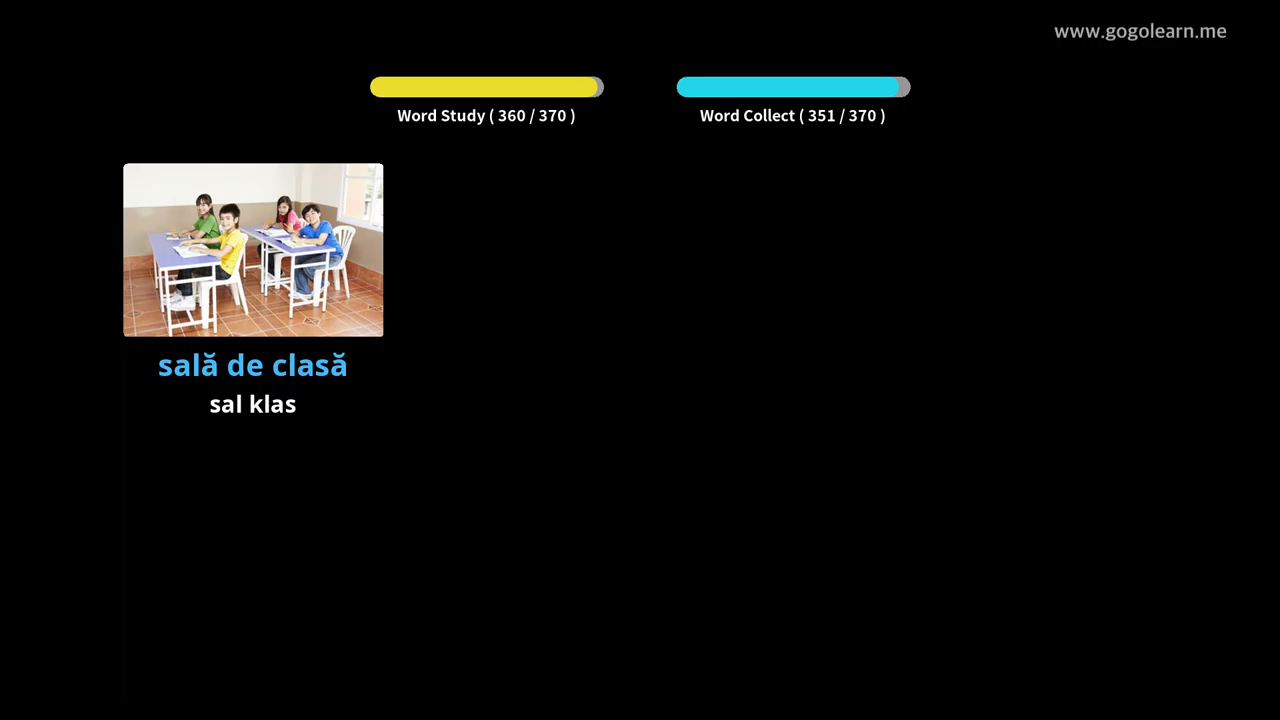 www.gogolearn.me
Word Study ( 360 / 370 )
Word Collect ( 351 / 370 )
sală de clasă
sal klas